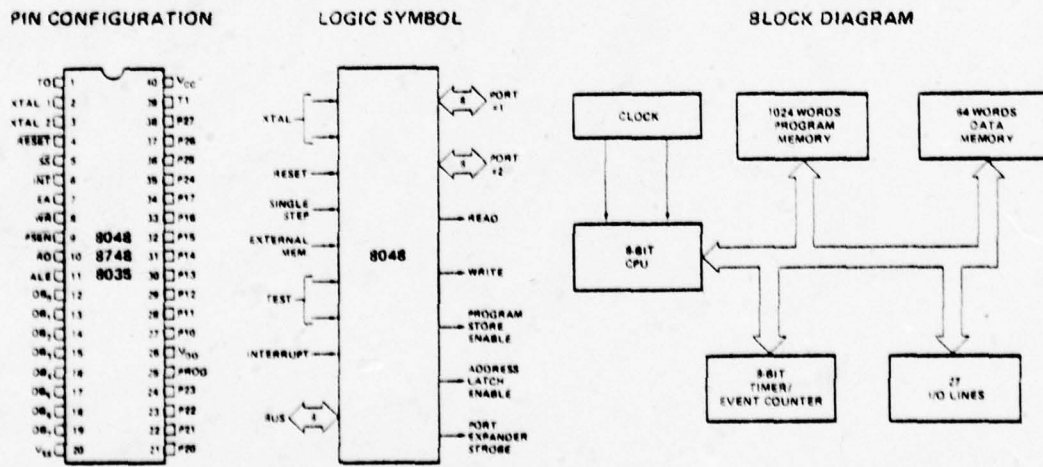 PIN CONFIGURATION
TO 1
XTAL 1 2
XTAL 2 3
RESET 4
SS 5
INT 6
EA 7
WR 8
PSEN 9
RD 10
ALE 11
DB0 12
DB1 13
DB2 14
DB3 15
DB4 16
DB5 17
DB6 18
DB7 19
VSS 20
8048
8748
8035
40 VCC
39 T1
38 P27
37 P26
36 P25
35 P24
34 P17
33 P16
32 P15
31 P14
30 P13
29 P12
28 P11
27 P10
26 VDD
25 PROG
24 P23
23 P22
22 P21
21 P20
LOGIC SYMBOL
XTAL
RESET
SINGLE
STEP
EXTERNAL
MEM
TEST
INTERRUPT
BUS
8
8048
8
PORT
#1
8
PORT
#2
READ
WRITE
PROGRAM
STORE
ENABLE
ADDRESS
LATCH
ENABLE
PORT
EXPANDER
STROBE
BLOCK DIAGRAM
CLOCK
1024 WORDS
PROGRAM
MEMORY
64 WORDS
DATA
MEMORY
8-BIT
CPU
8-BIT
TIMER/
EVENT COUNTER
27
I/O LINES